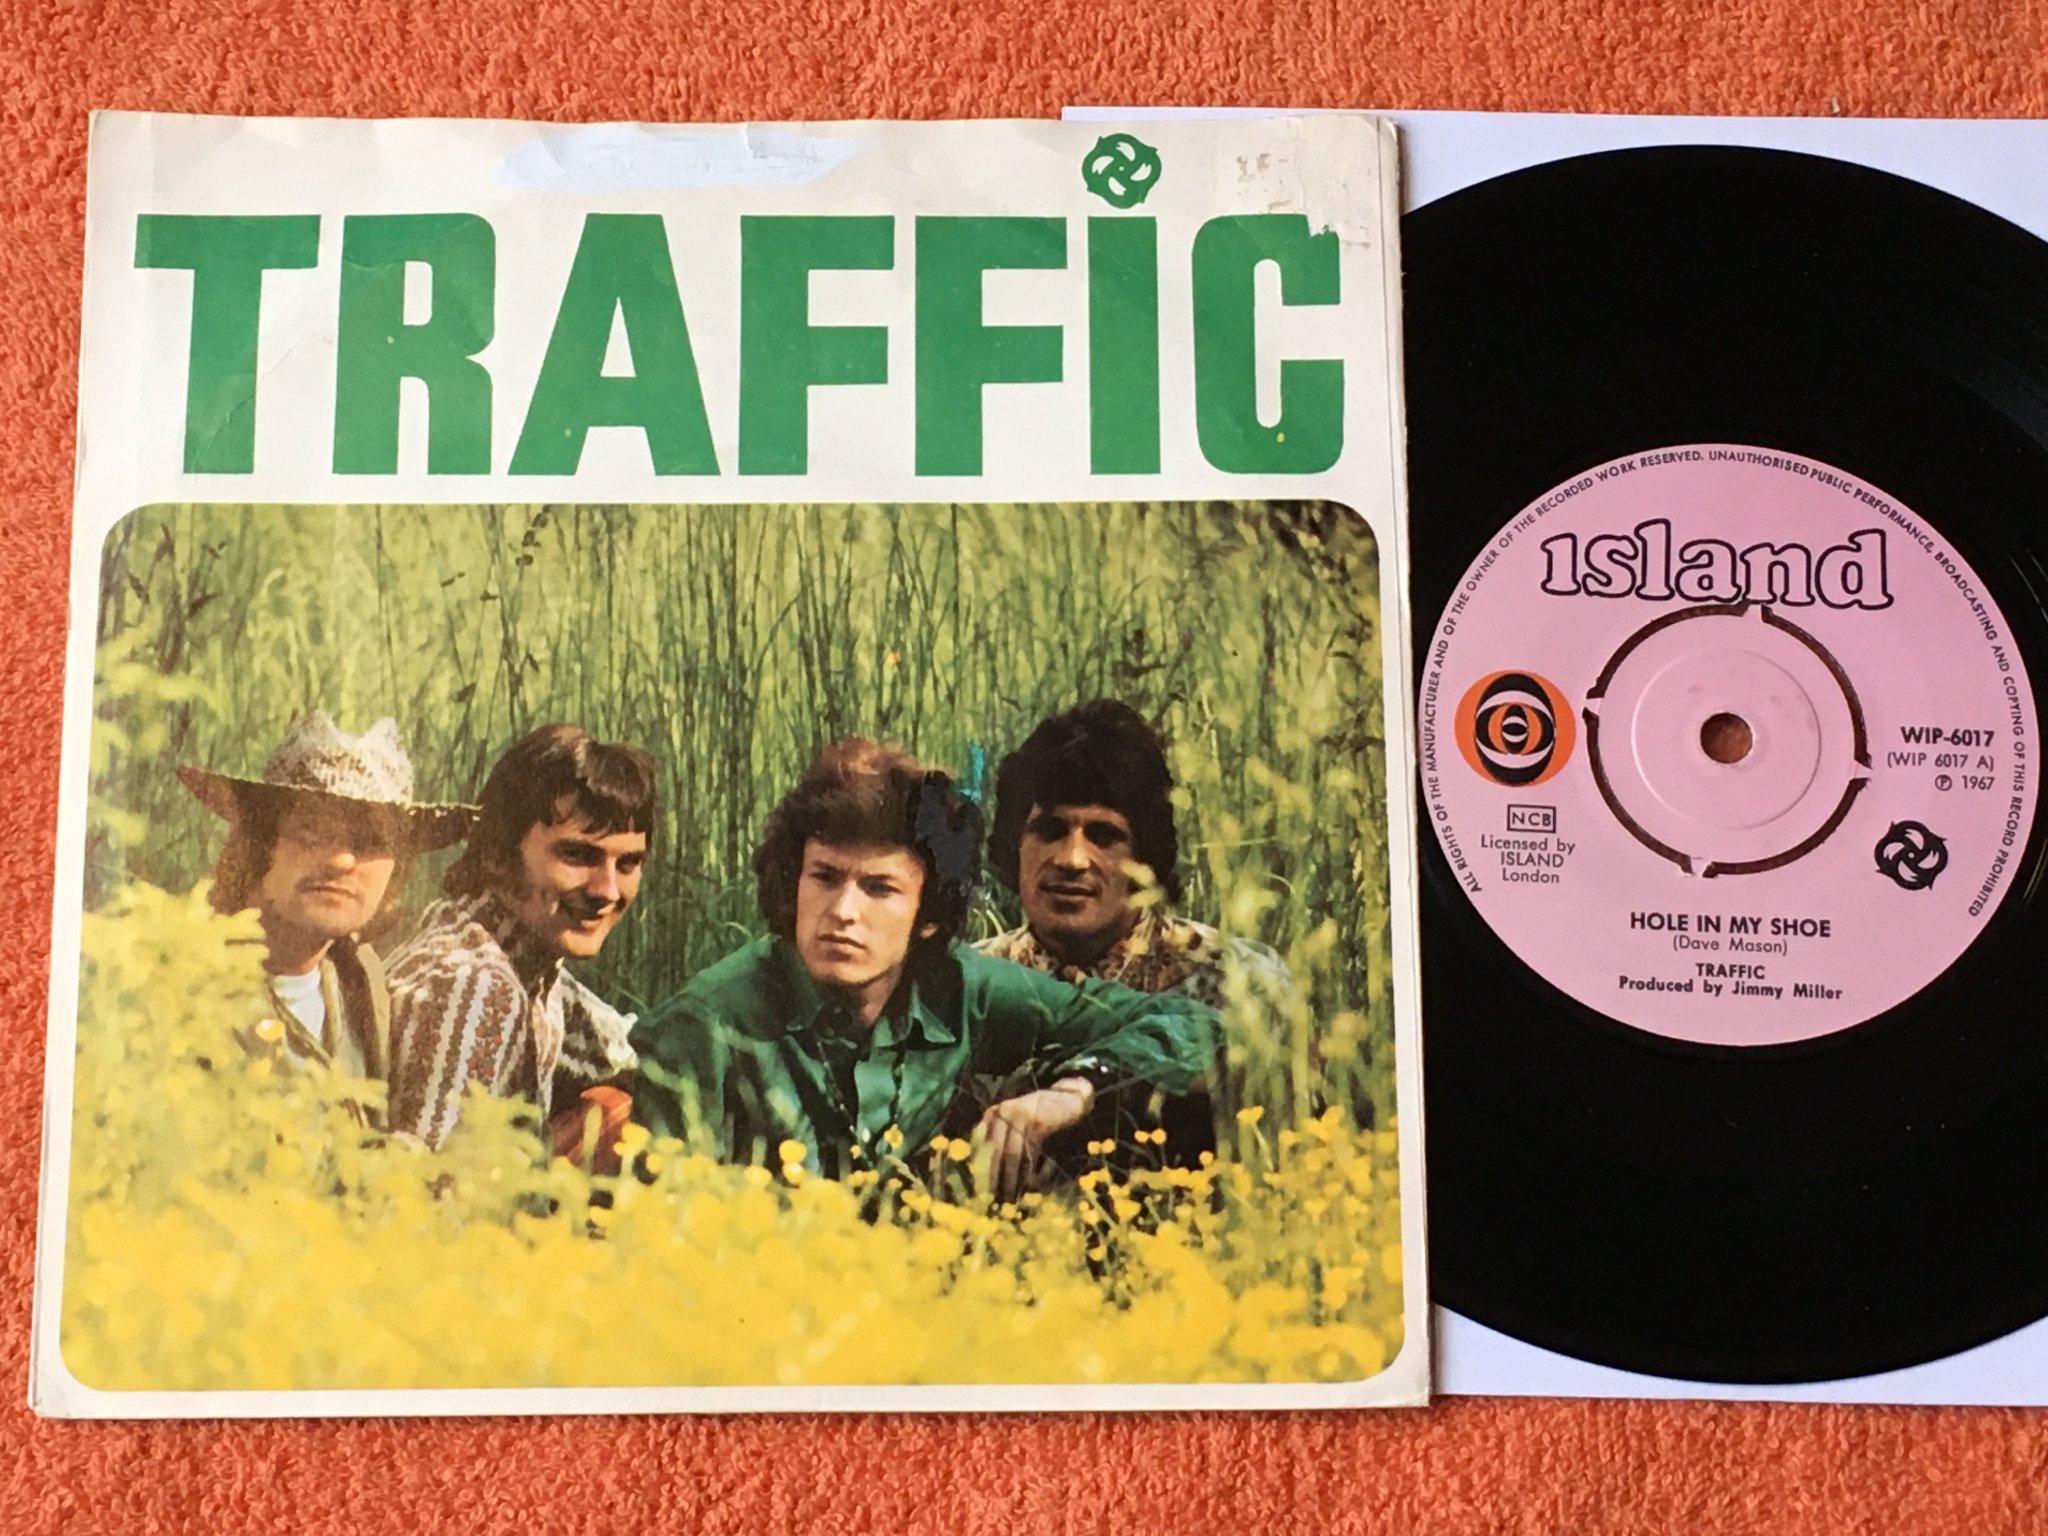 TRAFFiC
ALL RIGHTS OF THE MANUFACTURER AND OF THE OWNER OF THE RECORDED WORK RESERVED. UNAUTHORISED PUBLIC PERFORMANCE, BROADCASTING AND COPYING OF THIS RECORD PROHIBITED
island
WIP-6017
(WIP 6017 A)
℗ 1967
NCB
Licensed by
ISLAND
London
HOLE IN MY SHOE
(Dave Mason)
TRAFFIC
Produced by Jimmy Miller